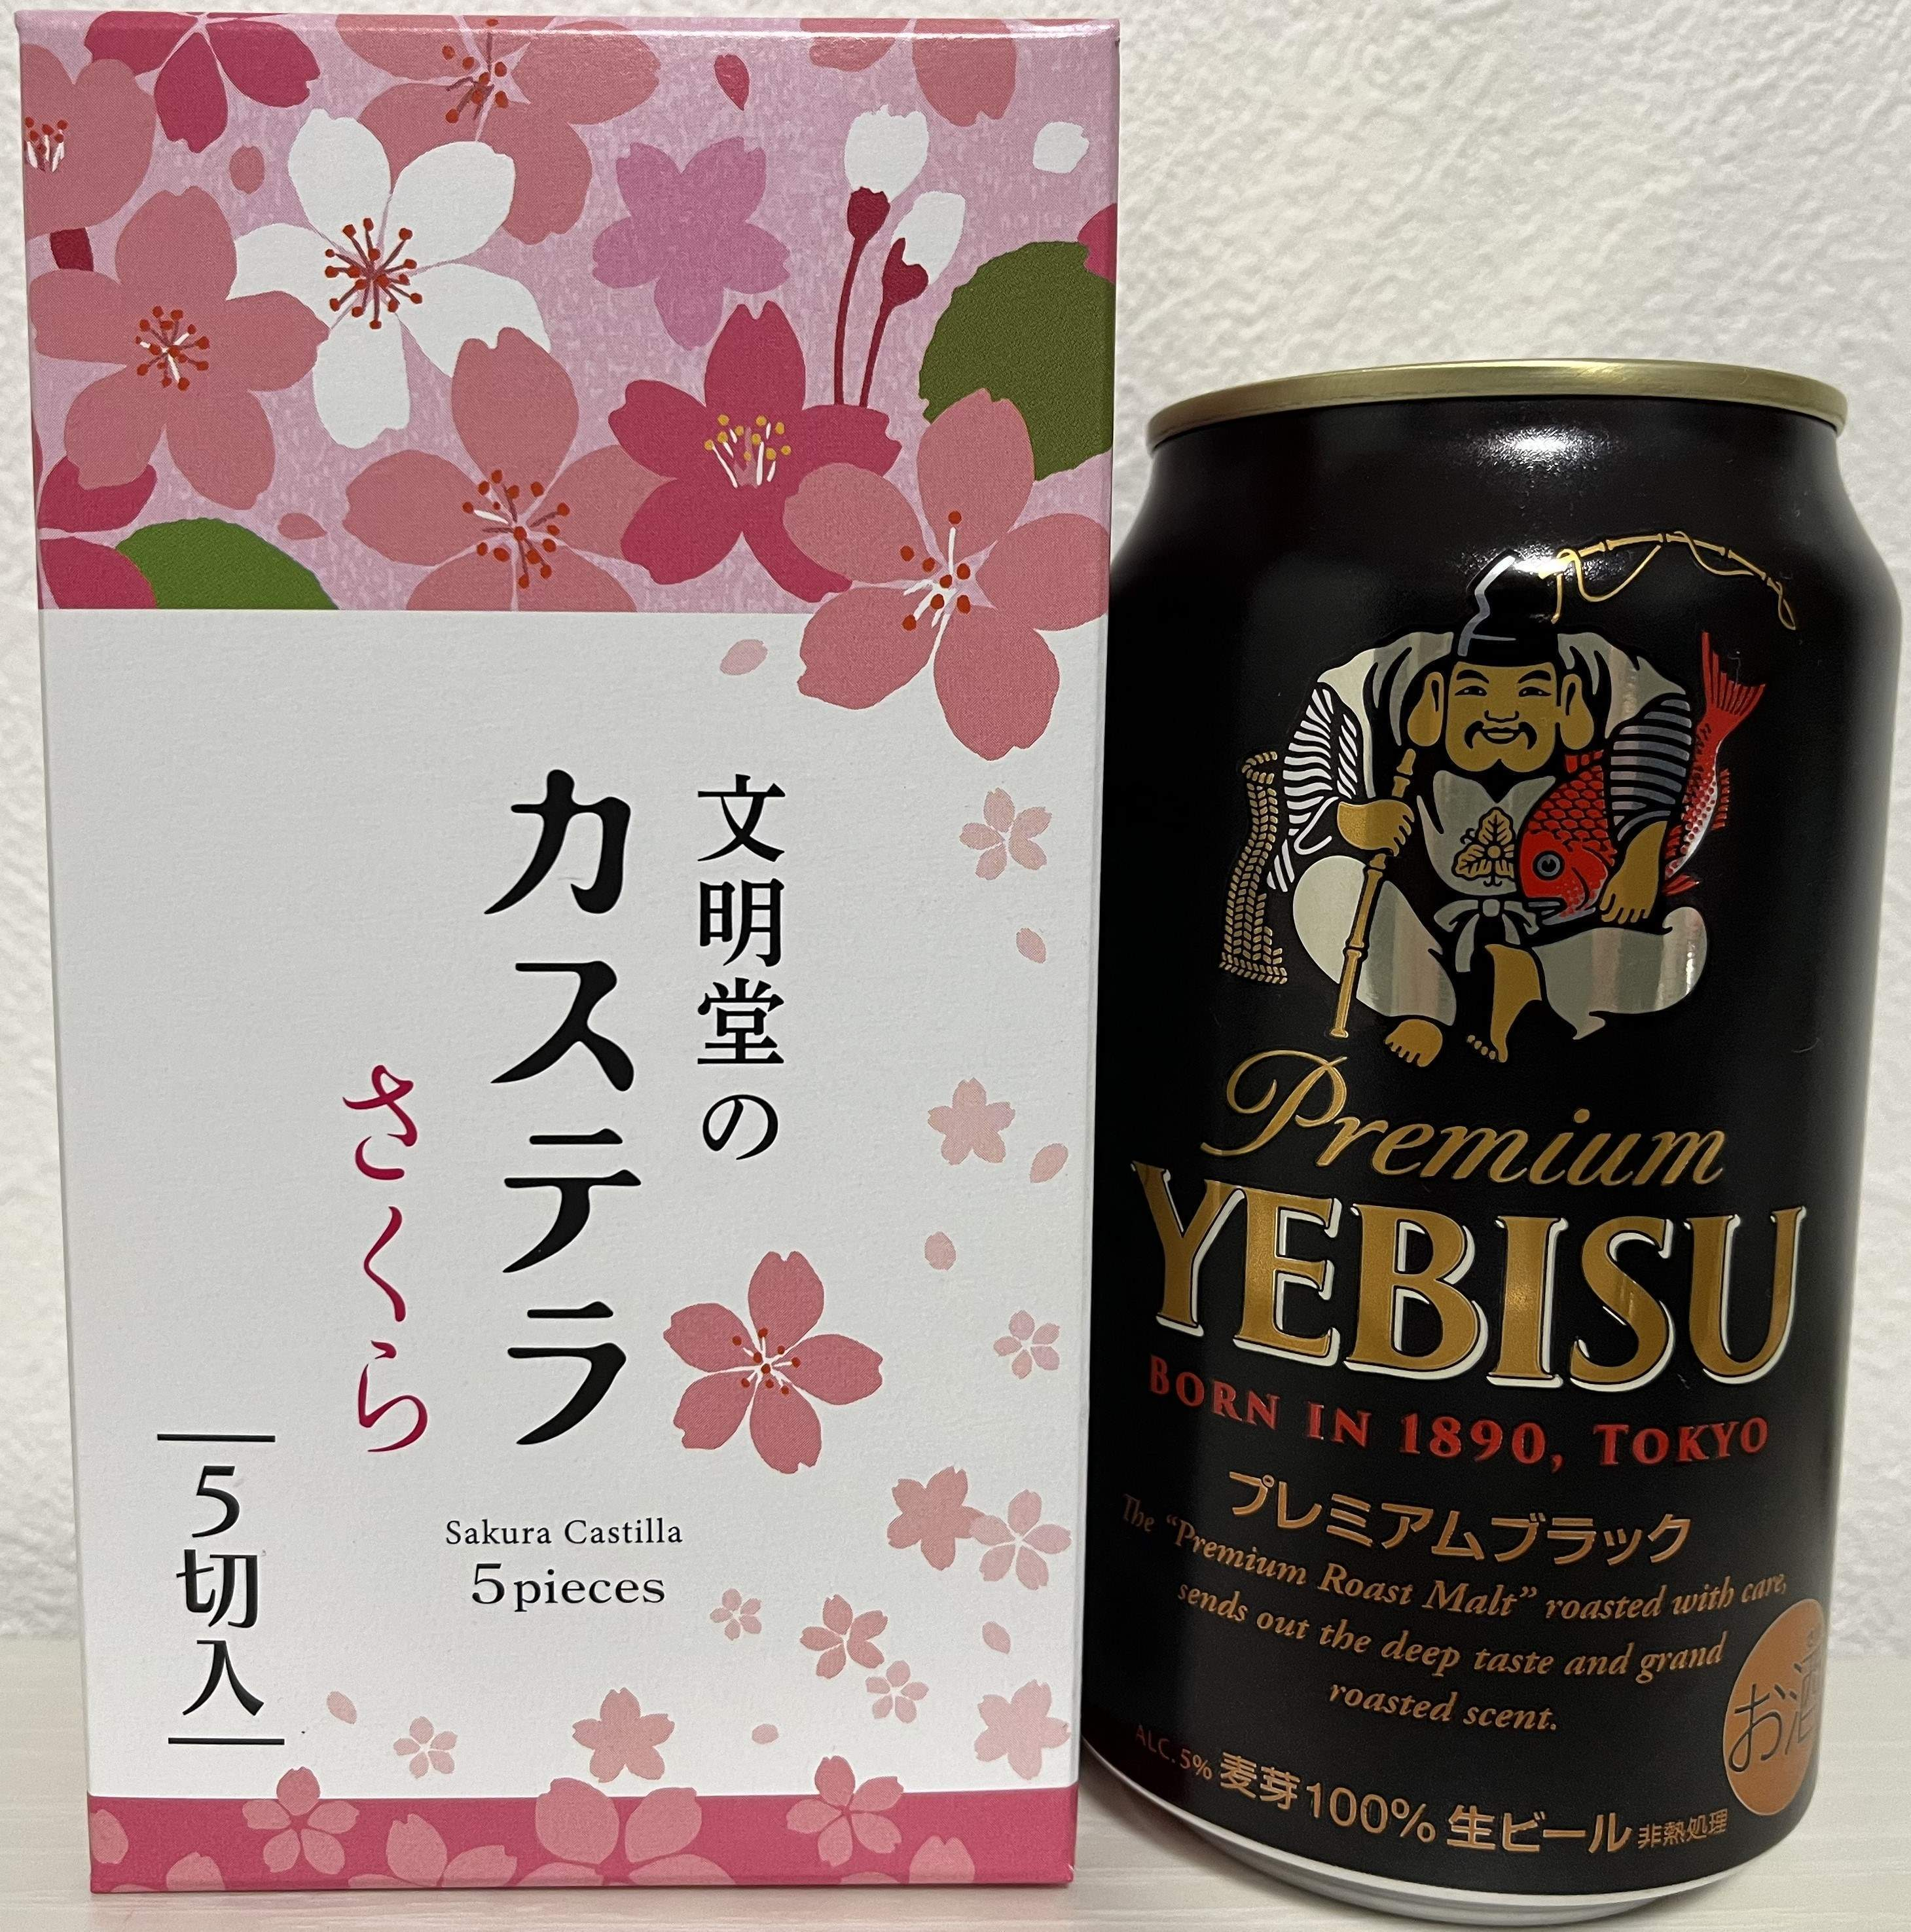 文明堂の
カステラ
さくら
5切入
Sakura Castilla
5pieces
Premium
YEBISU
BORN IN 1890, TOKYO
プレミアムブラック
The “Premium Roast Malt” roasted with care,
sends out the deep taste and grand
roasted scent.
ALC.5% 麦芽100% 生ビール 非熱処理
お酒